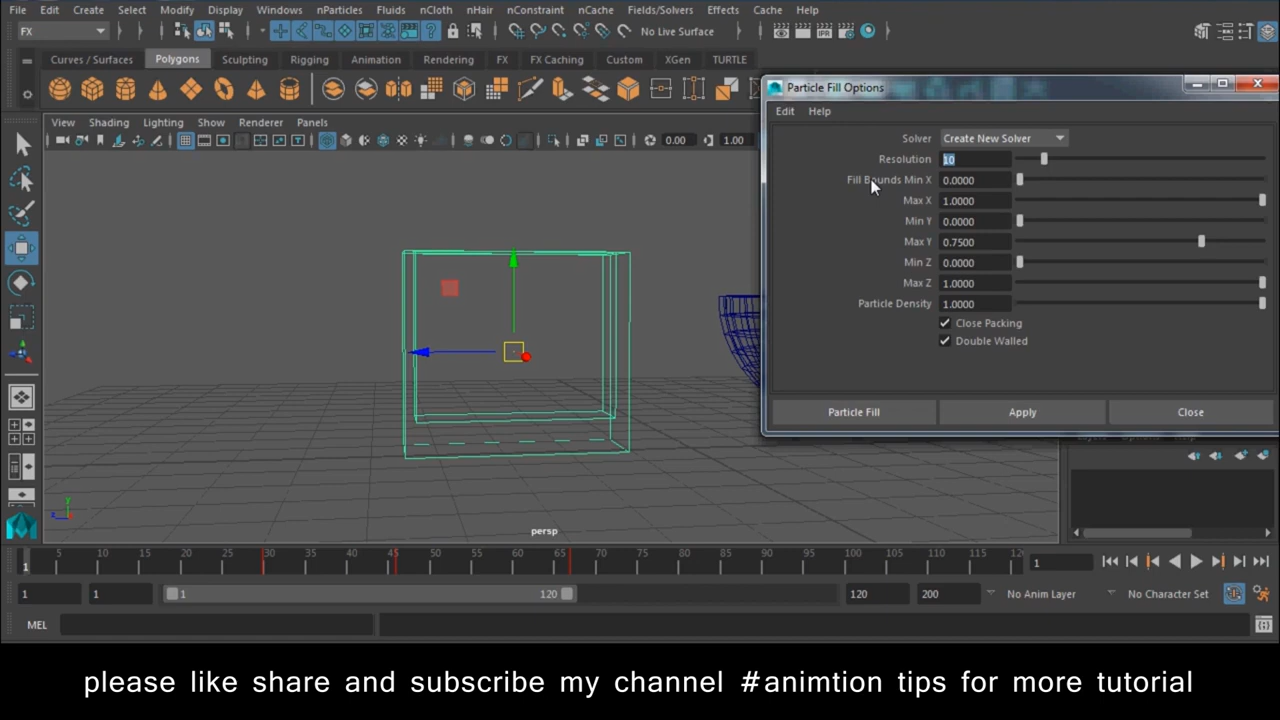 File Edit Create Select Modify Display Windows nParticles Fluids nCloth nHair nConstraint nCache Fields/Solvers Effects Cache Help
FX No Live Surface IPR
Curves / Surfaces Polygons Sculpting Rigging Animation Rendering FX FX Caching Custom XGen TURTLE
Particle Fill Options
Edit Help
View Shading Lighting Show Renderer Panels
0.00 1.00
Solver Create New Solver
Resolution 10
Fill Bounds Min X 0.0000
Max X 1.0000
Min Y 0.0000
Max Y 0.7500
Min Z 0.0000
Max Z 1.0000
Particle Density 1.0000
Close Packing
Double Walled
Particle Fill Apply Close
y
z
persp
5 10 15 20 25 30 35 40 45 50 55 60 65 70 75 80 85 90 95 100 105 110 115 12
1 1
1 1 1 120 120 200 No Anim Layer No Character Set
MEL
please like share and subscribe my channel #animtion tips for more tutorial